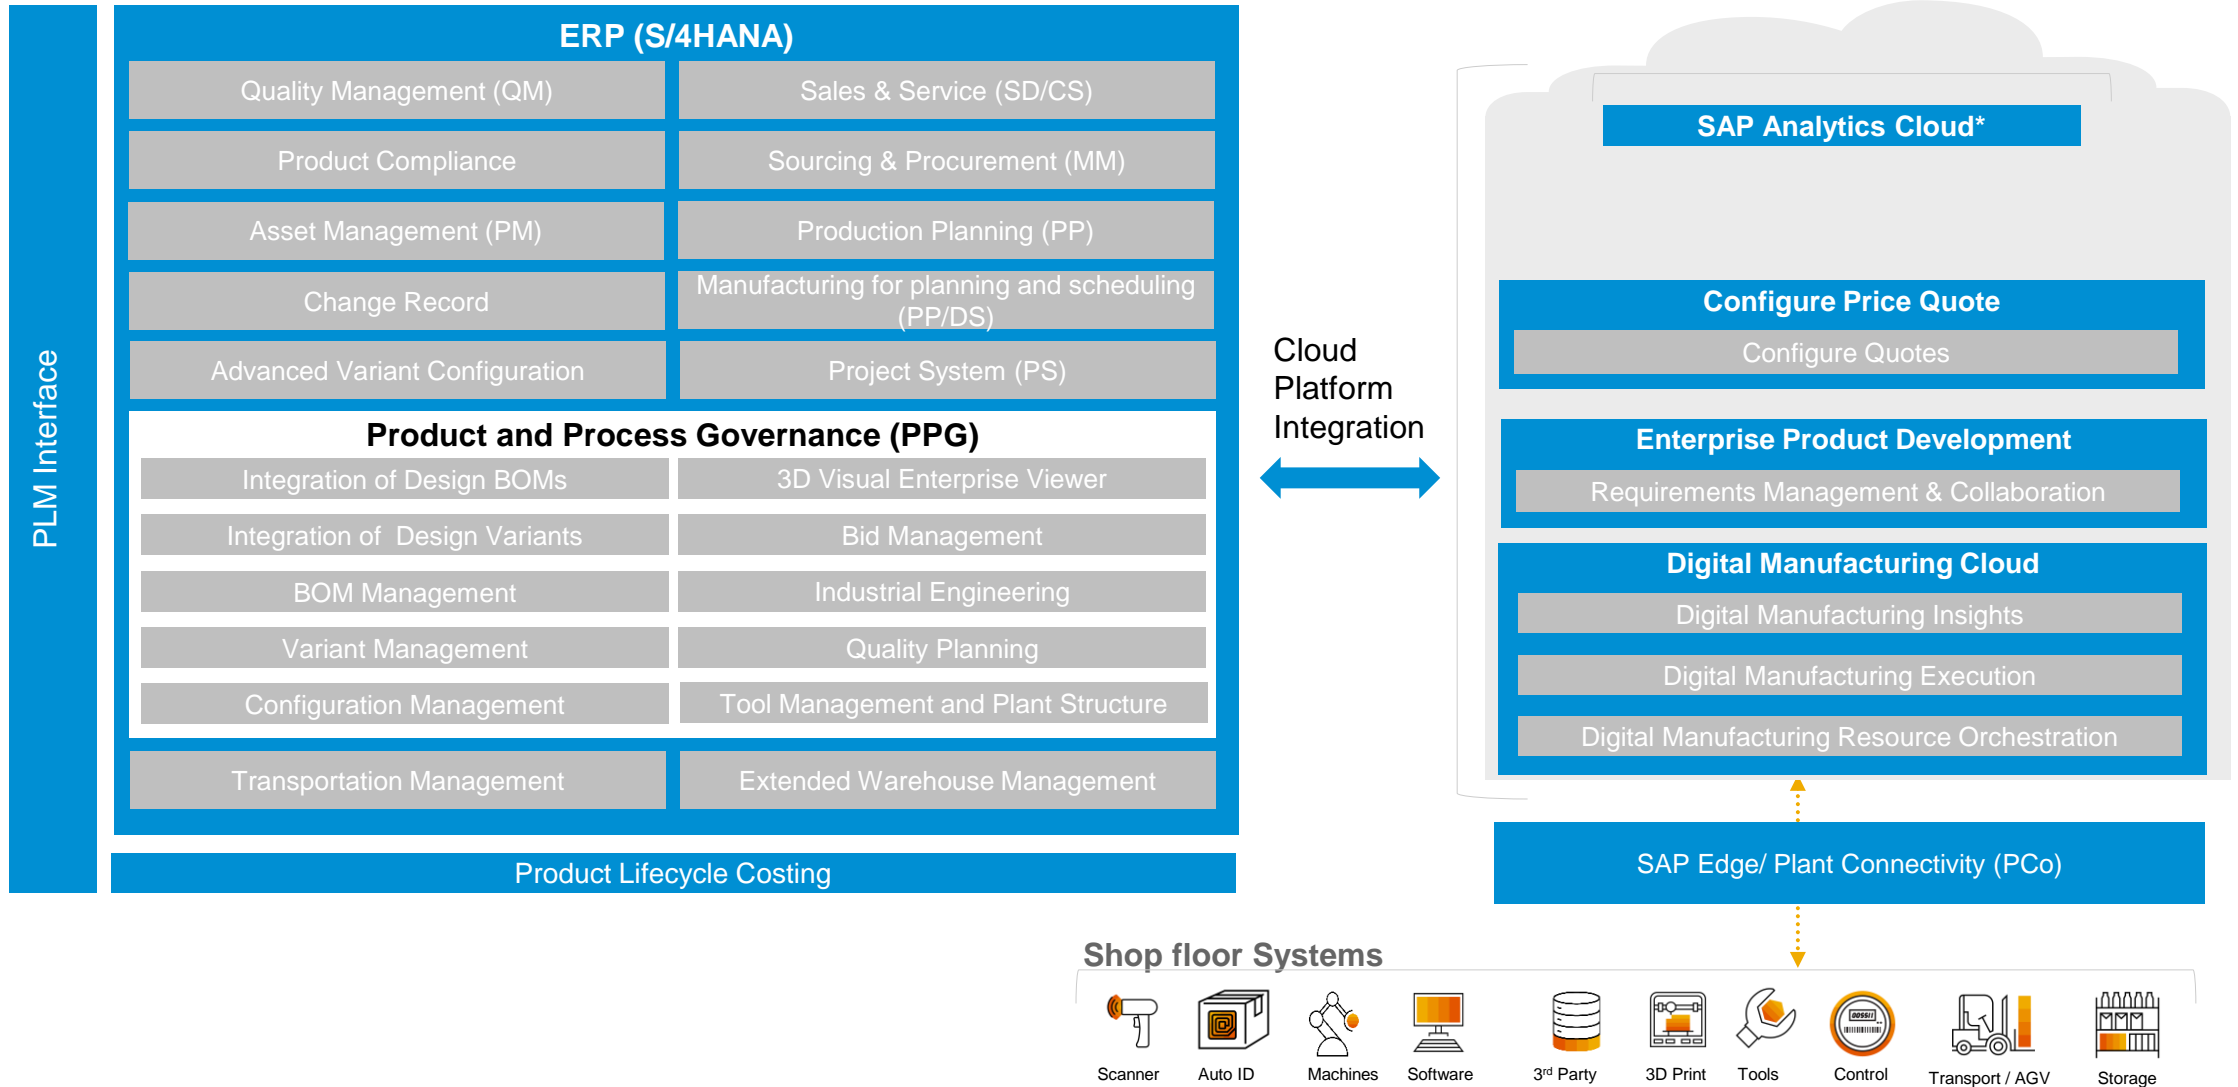 PLM Interface
ERP (S/4HANA)
Quality Management (QM)
Sales & Service (SD/CS)
Product Compliance
Sourcing & Procurement (MM)
Asset Management (PM)
Production Planning (PP)
Change Record
Manufacturing for planning and scheduling
(PP/DS)
Advanced Variant Configuration
Project System (PS)
Product and Process Governance (PPG)
Integration of Design BOMs
3D Visual Enterprise Viewer
Integration of  Design Variants
Bid Management
BOM Management
Industrial Engineering
Variant Management
Quality Planning
Configuration Management
Tool Management and Plant Structure
Transportation Management
Extended Warehouse Management
Product Lifecycle Costing
Cloud
Platform
Integration
SAP Analytics Cloud*
Configure Price Quote
Configure Quotes
Enterprise Product Development
Requirements Management & Collaboration
Digital Manufacturing Cloud
Digital Manufacturing Insights
Digital Manufacturing Execution
Digital Manufacturing Resource Orchestration
SAP Edge/ Plant Connectivity (PCo)
Shop floor Systems
Scanner
Auto ID
Machines
Software
3rd Party
3D Print
Tools
Control
Transport / AGV
Storage